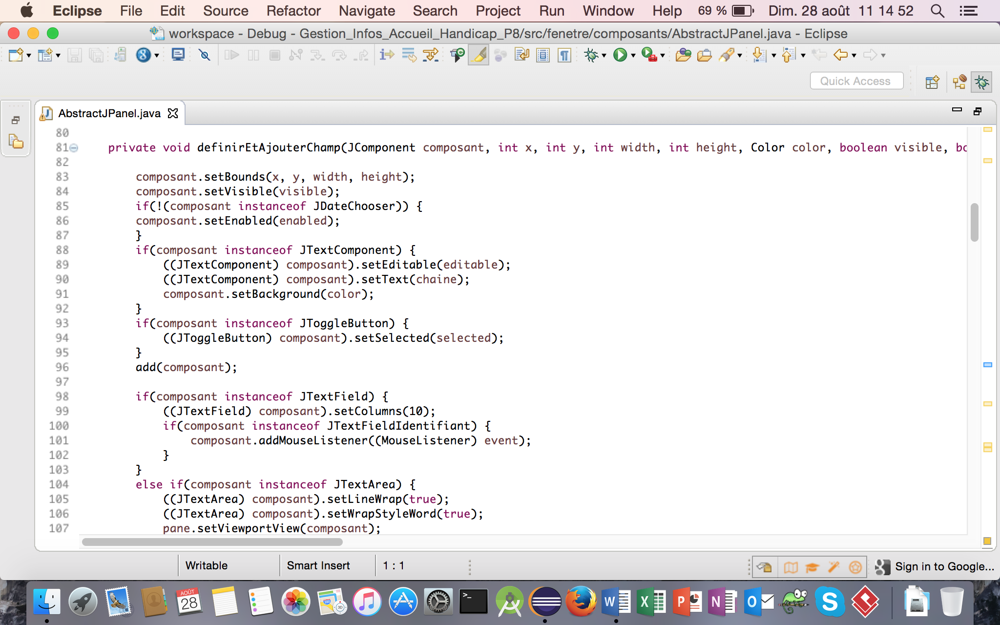 Eclipse File Edit Source Refactor Navigate Search Project Run Window Help 69 % Dim. 28 août 11 14 52
workspace - Debug - Gestion_Infos_Accueil_Handicap_P8/src/fenetre/composants/AbstractJPanel.java - Eclipse
Quick Access
AbstractJPanel.java
80
81 private void definirEtAjouterChamp(JComponent composant, int x, int y, int width, int height, Color color, boolean visible, bo
82
83 composant.setBounds(x, y, width, height);
84 composant.setVisible(visible);
85 if(!(composant instanceof JDateChooser)) {
86 composant.setEnabled(enabled);
87 }
88 if(composant instanceof JTextComponent) {
89 ((JTextComponent) composant).setEditable(editable);
90 ((JTextComponent) composant).setText(chaine);
91 composant.setBackground(color);
92 }
93 if(composant instanceof JToggleButton) {
94 ((JToggleButton) composant).setSelected(selected);
95 }
96 add(composant);
97
98 if(composant instanceof JTextField) {
99 ((JTextField) composant).setColumns(10);
100 if(composant instanceof JTextFieldIdentifiant) {
101 composant.addMouseListener((MouseListener) event);
102 }
103 }
104 else if(composant instanceof JTextArea) {
105 ((JTextArea) composant).setLineWrap(true);
106 ((JTextArea) composant).setWrapStyleWord(true);
107 pane.setViewportView(composant);
Writable Smart Insert 1 : 1 Sign in to Google...
AOÛT
28
3D
>_
W X P N O S